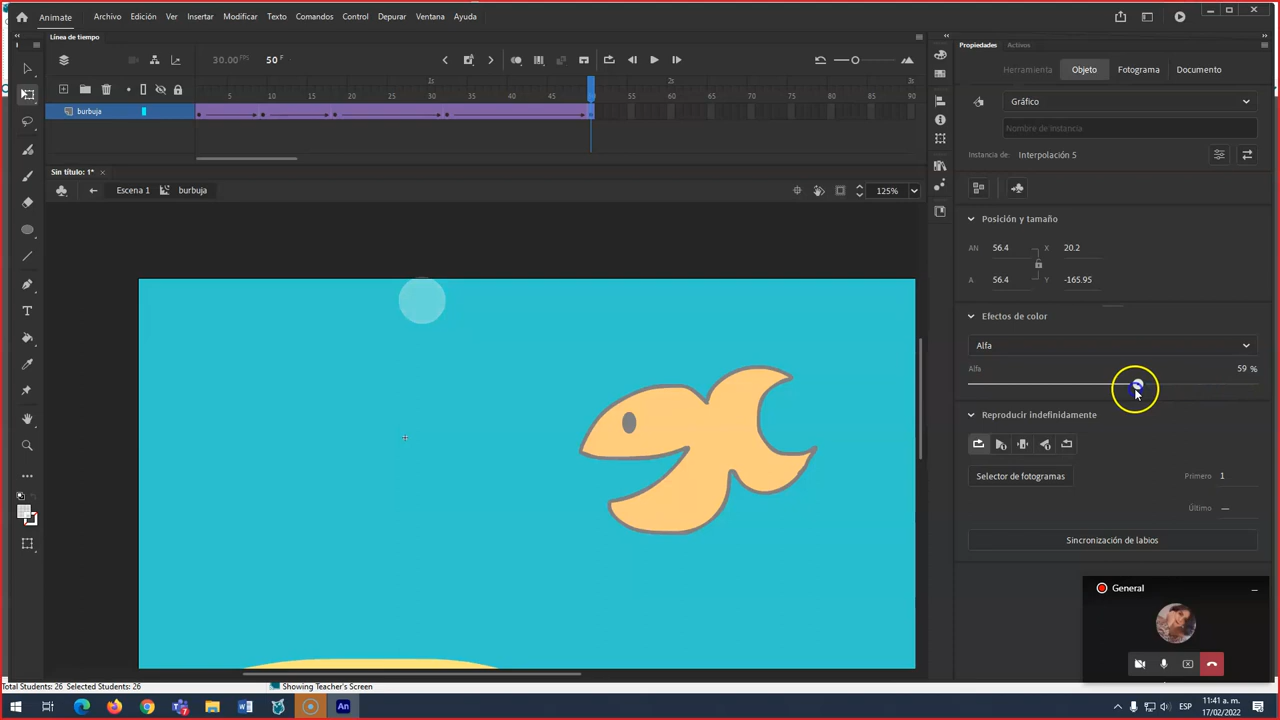 Animate Archivo Edición Ver Insertar Modificar Texto Comandos Control Depurar Ventana Ayuda
Línea de tiempo
Propiedades Activos
30.00 FPS 50 F
Herramienta Objeto Fotograma Documento
1s 2s 3s
5 10 15 20 25 30 35 40 45 55 60 65 70 75 80 85 90
burbuja
Gráfico
Nombre de instancia
Instancia de: Interpolación 5
Sin título: 1* ×
Escena 1 burbuja 125%
Posición y tamaño
AN 56.4 X 20.2
A 56.4 Y -165.95
Efectos de color
Alfa
Alfa 59 %
Reproducir indefinidamente
Selector de fotogramas Primero 1
Último —
Sincronización de labios
General
Total Students: 26 Selected Students: 26 Showing Teacher's Screen
ESP 11:41 a. m.
17/02/2022